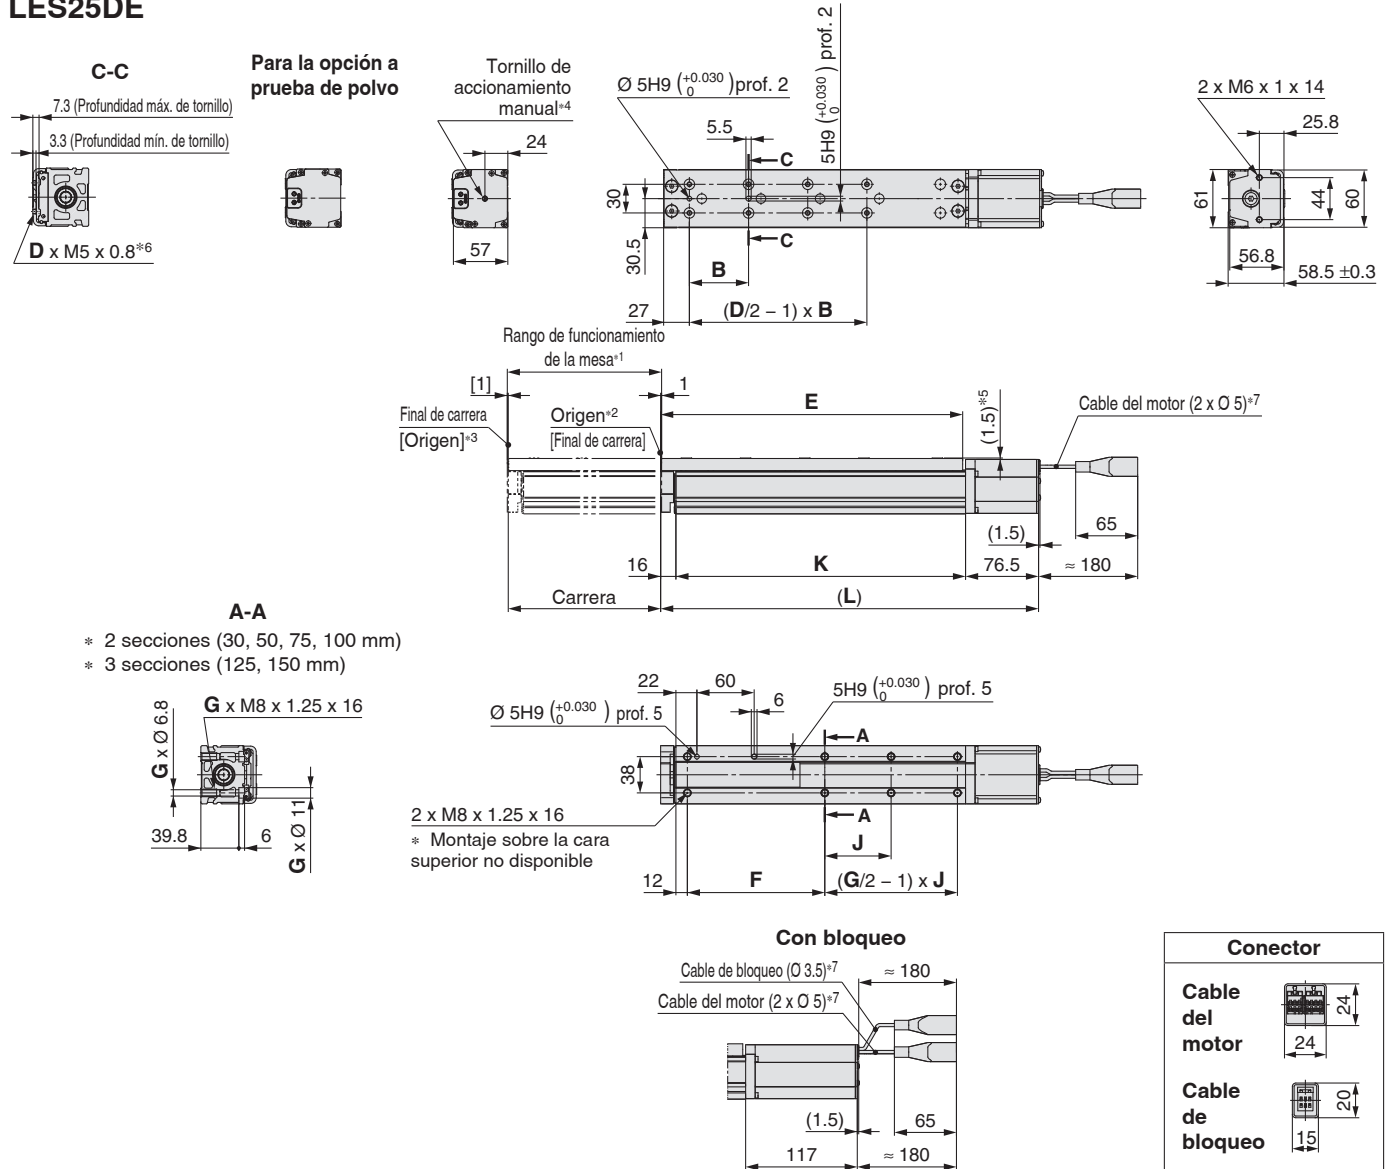 LES25DE
C-C
7.3 (Profundidad máx. de tornillo)
3.3 (Profundidad mín. de tornillo)
D x M5 x 0.8*6
Para la opción a
prueba de polvo
Tornillo de
accionamiento
manual*4
24
57
Ø 5H9 (+0.030 0) prof. 2
5H9 (+0.030 0) prof. 2
5.5
C
C
30
30.5
B
27
(D/2 − 1) x B
2 x M6 x 1 x 14
25.8
61
44
60
56.8
58.5 ±0.3
Rango de funcionamiento
de la mesa*1
[1]
1
E
(1.5)*5
Cable del motor (2 x Ø 5)*7
Final de carrera
[Origen]*3
Origen*2
[Final de carrera]
(1.5)
65
16
K
76.5
≈ 180
Carrera
(L)
A-A
* 2 secciones (30, 50, 75, 100 mm)
* 3 secciones (125, 150 mm)
G x Ø 6.8
G x M8 x 1.25 x 16
39.8
6
G x Ø 11
22
60
6
Ø 5H9 (+0.030 0) prof. 5
5H9 (+0.030 0) prof. 5
A
38
2 x M8 x 1.25 x 16
* Montaje sobre la cara
superior no disponible
A
J
12
F
(G/2 − 1) x J
Con bloqueo
Cable de bloqueo (Ø 3.5)*7
≈ 180
Cable del motor (2 x Ø 5)*7
(1.5)
65
117
≈ 180
Conector
Cable
del
motor
24
24
Cable
de
bloqueo
20
15